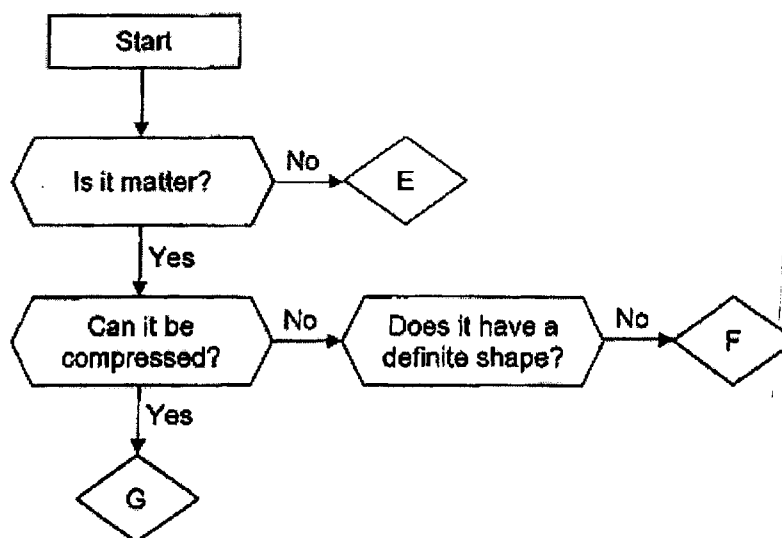 Start
Is it matter?
No
E
Yes
Can it be
compressed?
No
Does it have a
definite shape?
No
F
Yes
G